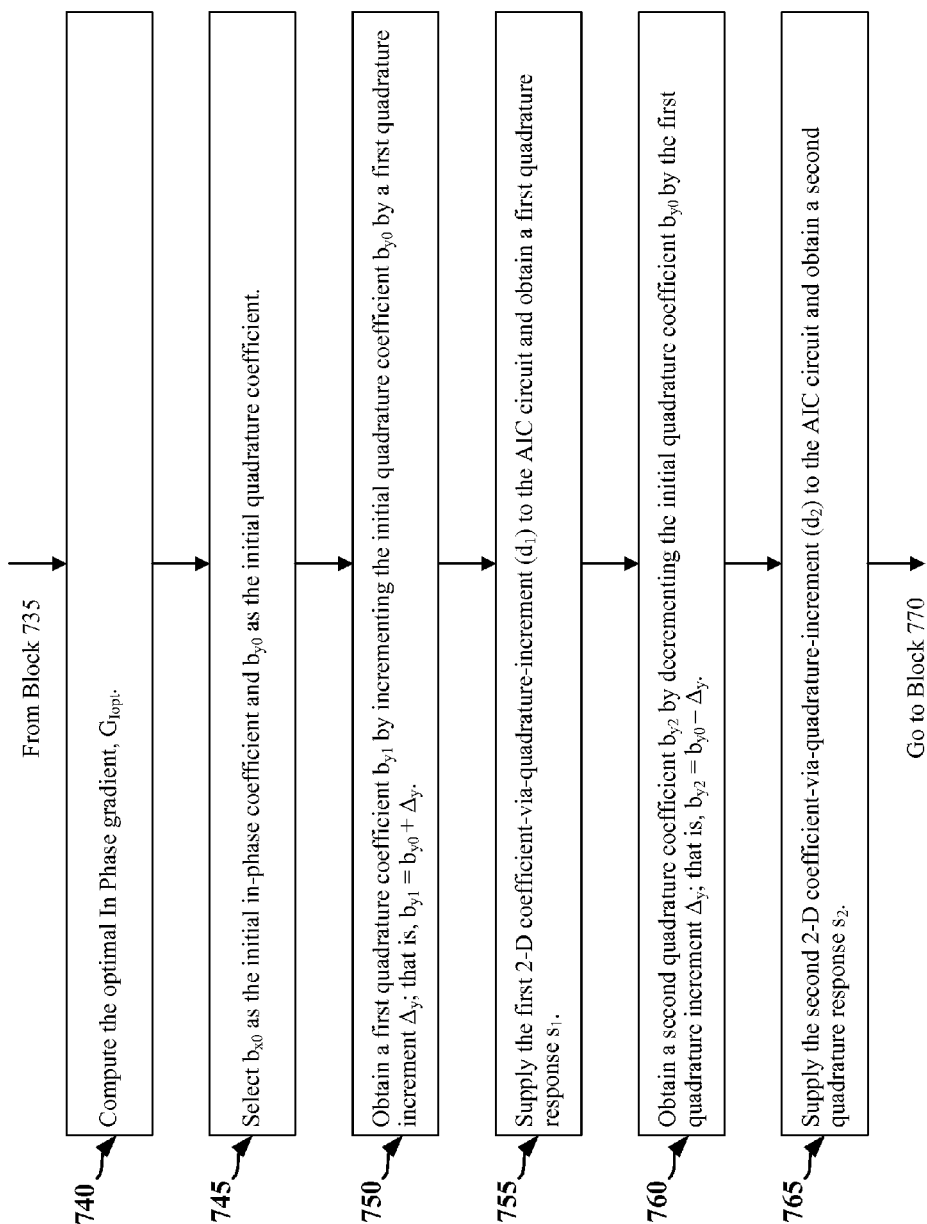 From Block 735
740
Compute the optimal In Phase gradient, G_Iopt.
745
Select b_x0 as the initial in-phase coefficient and b_y0 as the initial quadrature coefficient.
750
Obtain a first quadrature coefficient b_y1 by incrementing the initial quadrature coefficient b_y0 by a first quadrature
increment Δ_y; that is, b_y1 = b_y0 + Δ_y.
755
Supply the first 2-D coefficient-via-quadrature-increment (d_1) to the AIC circuit and obtain a first quadrature
response s_1.
760
Obtain a second quadrature coefficient b_y2 by decrementing the initial quadrature coefficient b_y0 by the first
quadrature increment Δ_y; that is, b_y2 = b_y0 – Δ_y.
765
Supply the second 2-D coefficient-via-quadrature-increment (d_2) to the AIC circuit and obtain a second
quadrature response s_2.
Go to Block 770